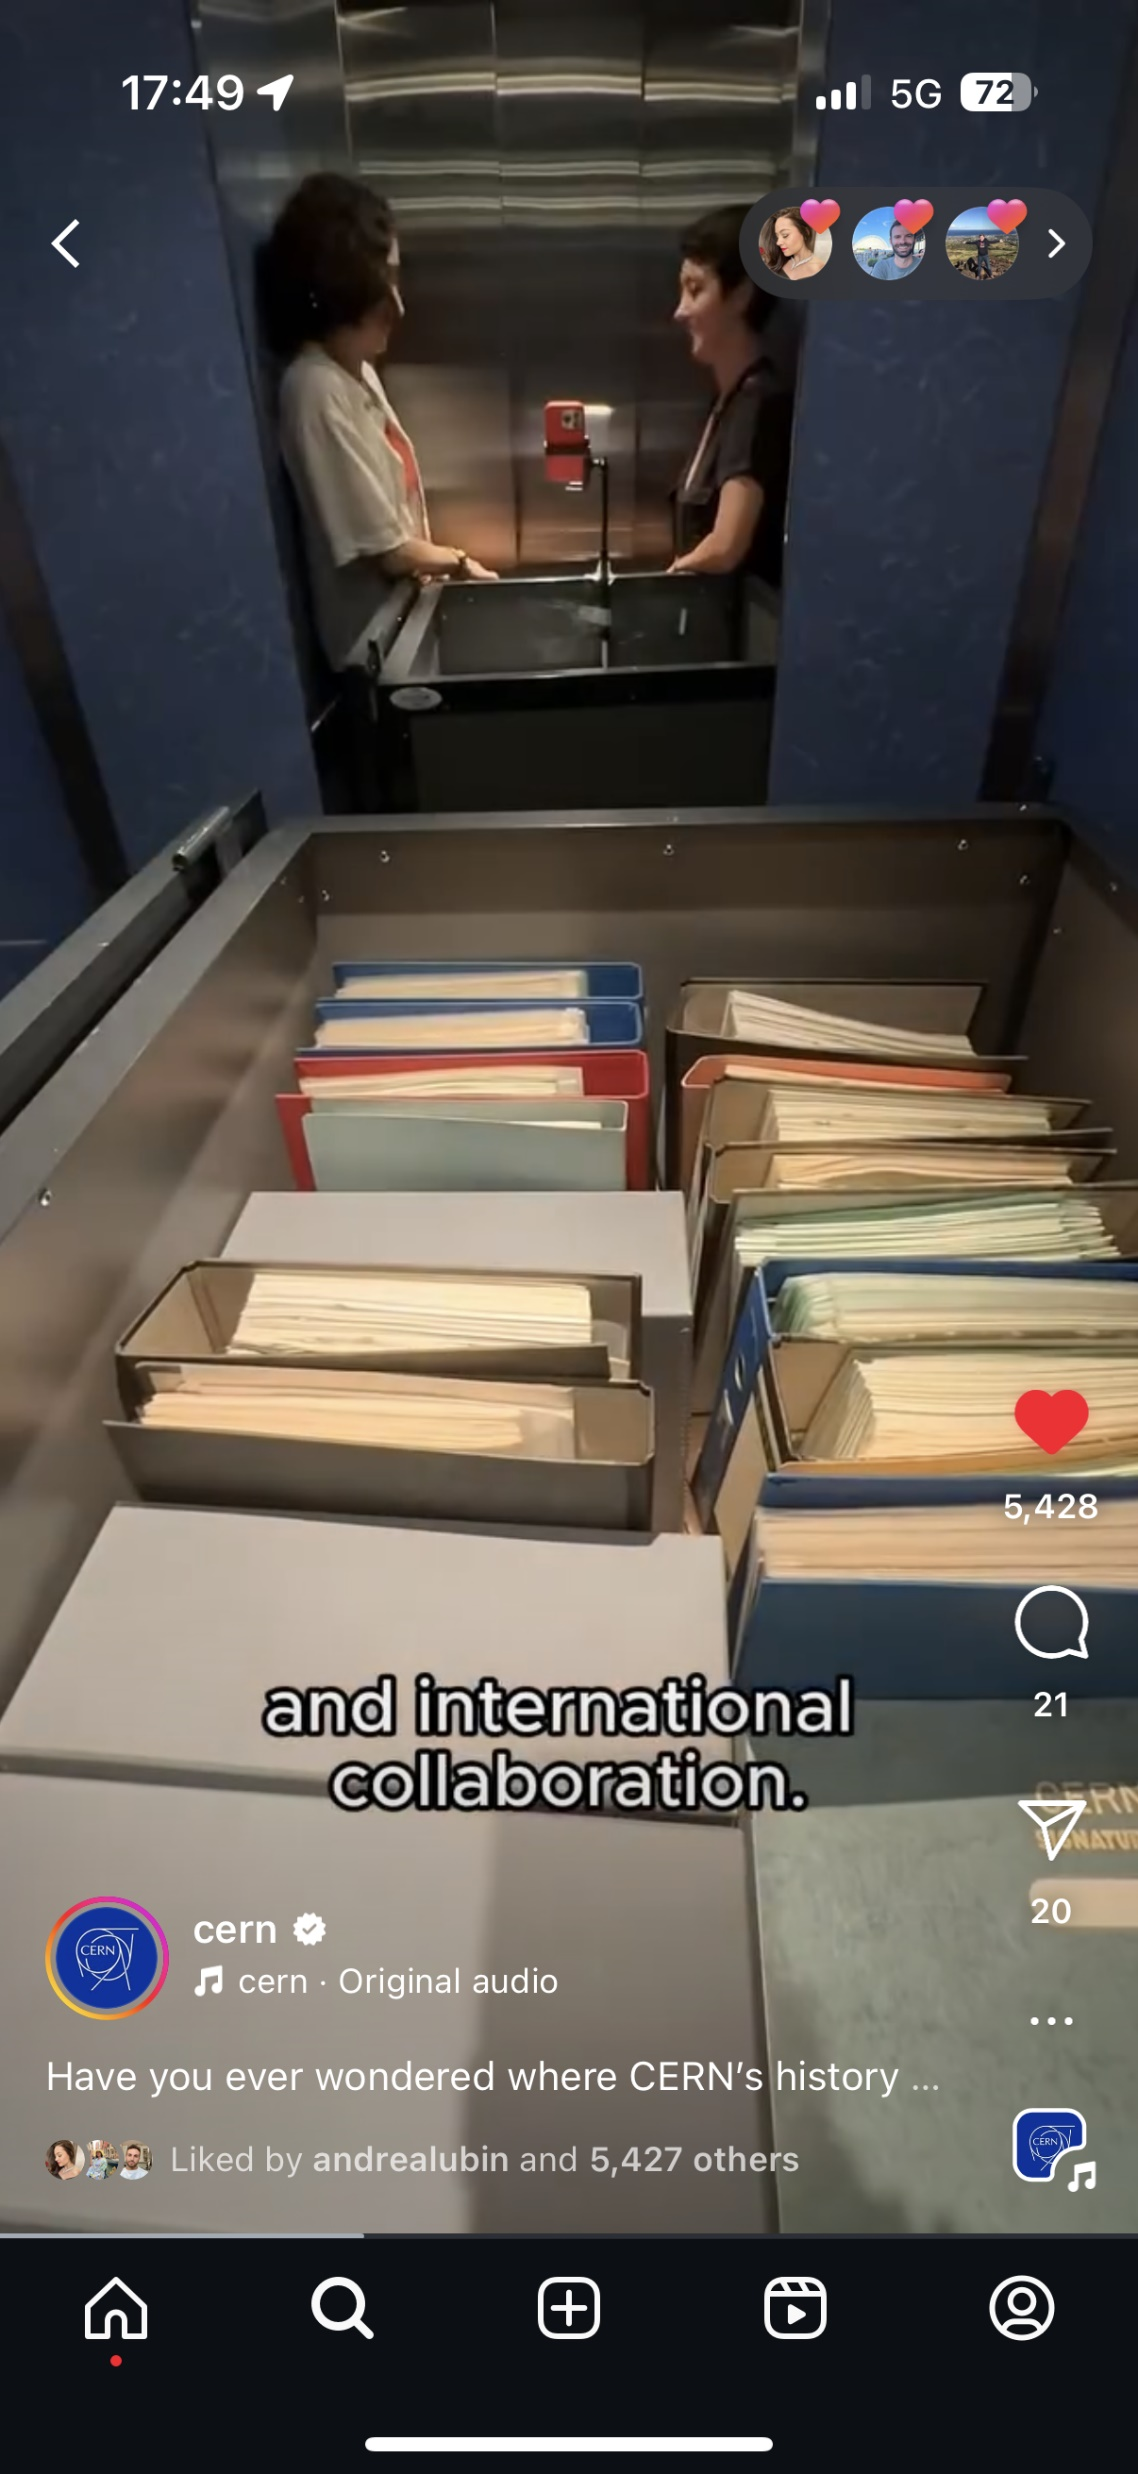 17:49
5G
72
5,428
and international
collaboration.
21
CERN
20
CERN
cern
cern · Original audio
Have you ever wondered where CERN’s history ...
Liked by andrealubin and 5,427 others
CERN